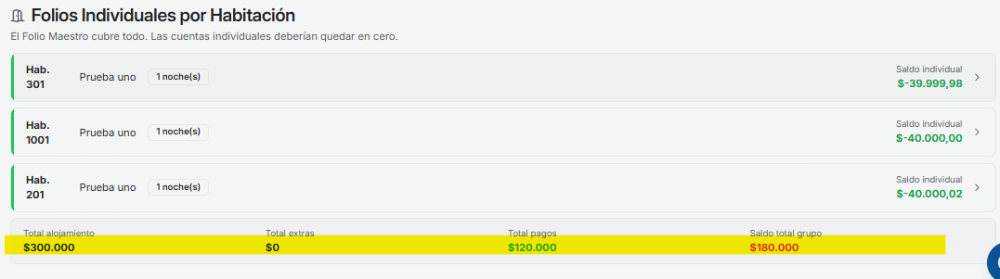 Folios Individuales por Habitación
El Folio Maestro cubre todo. Las cuentas individuales deberían quedar en cero.
Hab. 301 Prueba uno 1 noche(s) Saldo individual $-39.999,98
Hab. 1001 Prueba uno 1 noche(s) Saldo individual $-40.000,00
Hab. 201 Prueba uno 1 noche(s) Saldo individual $-40.000,02
Total alojamiento Total extras Total pagos Saldo total grupo
$300.000 $0 $120.000 $180.000